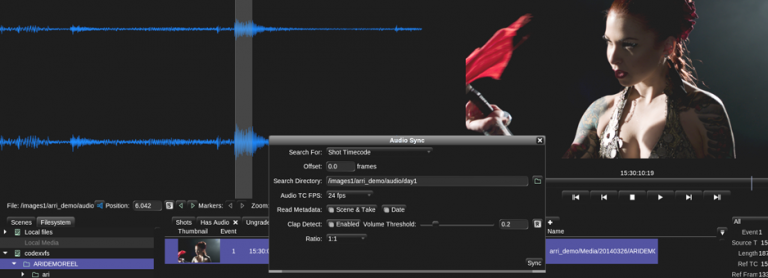 Audio Sync
Search For: Shot Timecode
Offset: 0.0 frames
Search Directory: /images1/arri_demo/audio/day1
Audio TC FPS: 24 fps
Read Metadata: Scene & Take Date
Clap Detect: Enabled Volume Threshold: 0.2
Ratio: 1:1
Sync
15:30:10:19
File: /images1/arri_demo/audio Position: 6.042 Markers: Zoom
Scenes Filesystem
Local files
Local Media
codexvfs
ARIDEMOREEL
ari
Shots Has Audio Ungrade
Thumbnail Event
1 15:30:0
Name
arri_demo/Media/20140326/ARIDEMO
All
Event 1
Source T
Length 187
Ref TC
Ref Fram 133